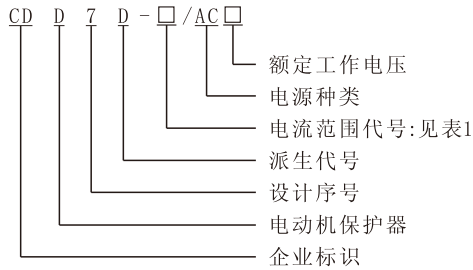 CD D 7 D-□/AC□
额定工作电压
电源种类
电流范围代号:见表1
派生代号
设计序号
电动机保护器
企业标识